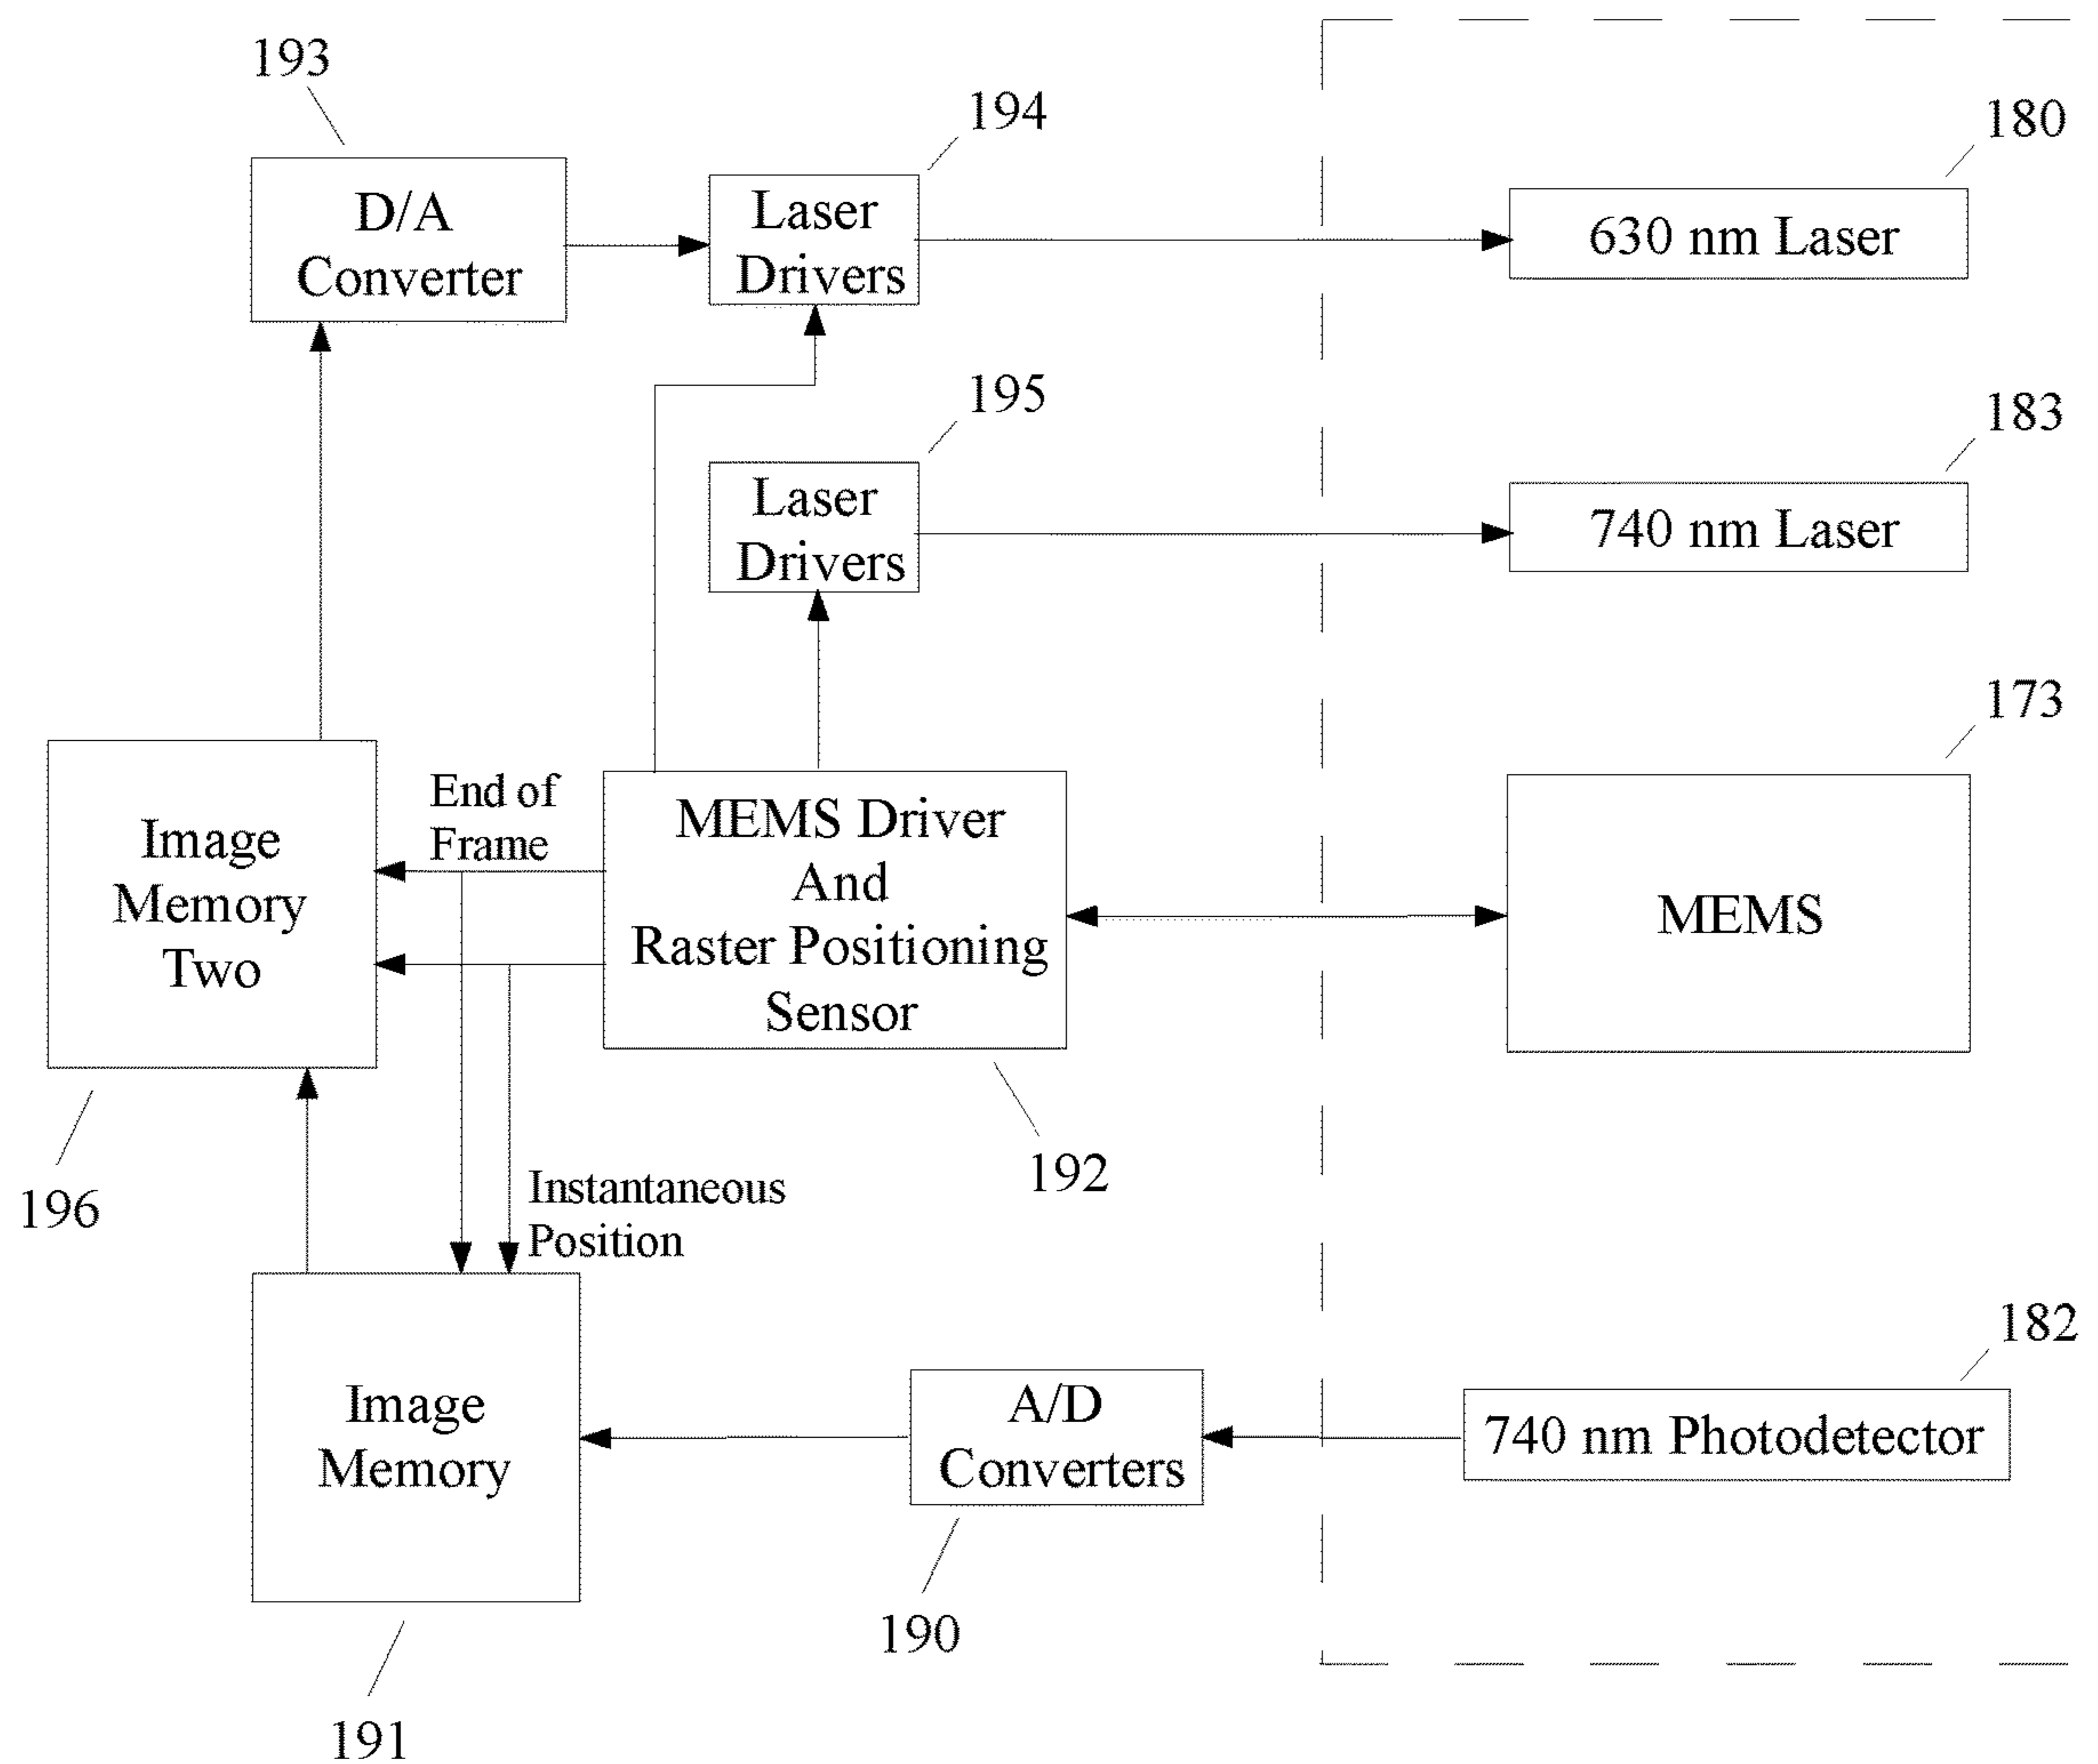 193
194
180
D/A
Converter
Laser
Drivers
630 nm Laser
195
183
Laser
Drivers
740 nm Laser
173
End of
Frame
Image
Memory
Two
MEMS Driver
And
Raster Positioning
Sensor
MEMS
196
192
Instantaneous
Position
182
Image
Memory
A/D
Converters
740 nm Photodetector
190
191